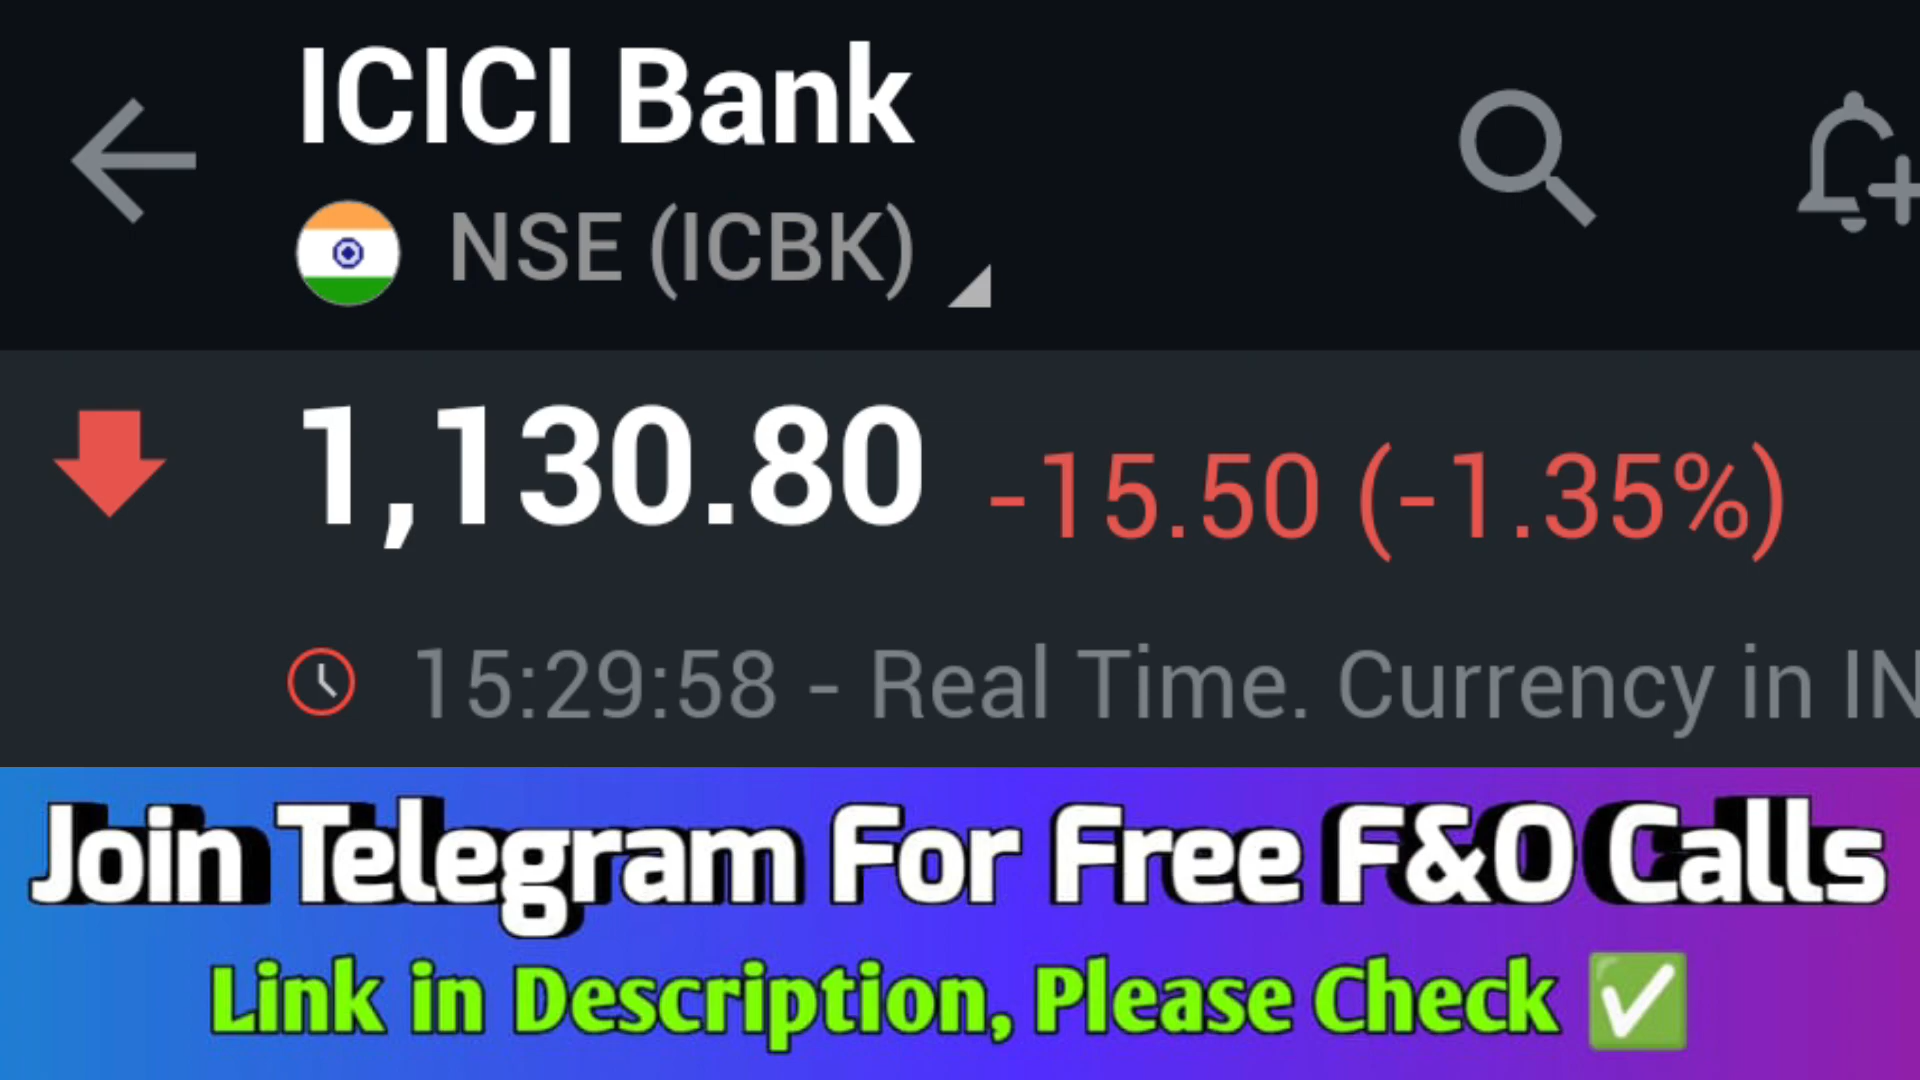 ICICI Bank
NSE (ICBK)
1,130.80 -15.50 (-1.35%)
15:29:58 - Real Time. Currency in IN
Join Telegram For Free F&O Calls
Link in Description, Please Check ✅